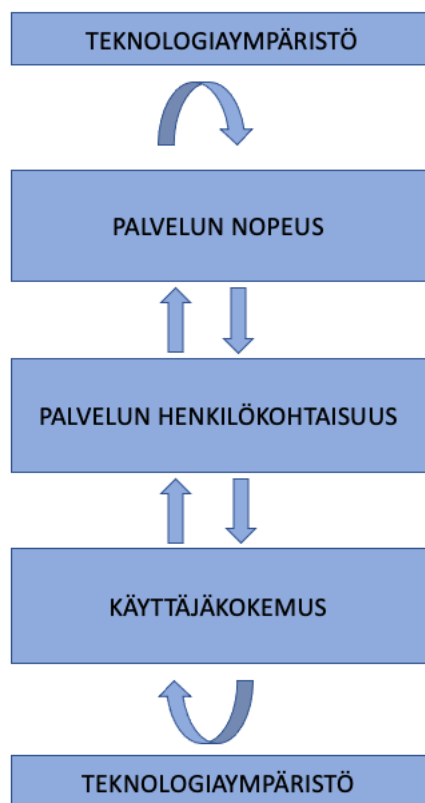 TEKNOLOGIAYMPÄRISTÖ
PALVELUN NOPEUS
PALVELUN HENKILÖKOHTAISUUS
KÄYTTÄJÄKOKEMUS
TEKNOLOGIAYMPÄRISTÖ